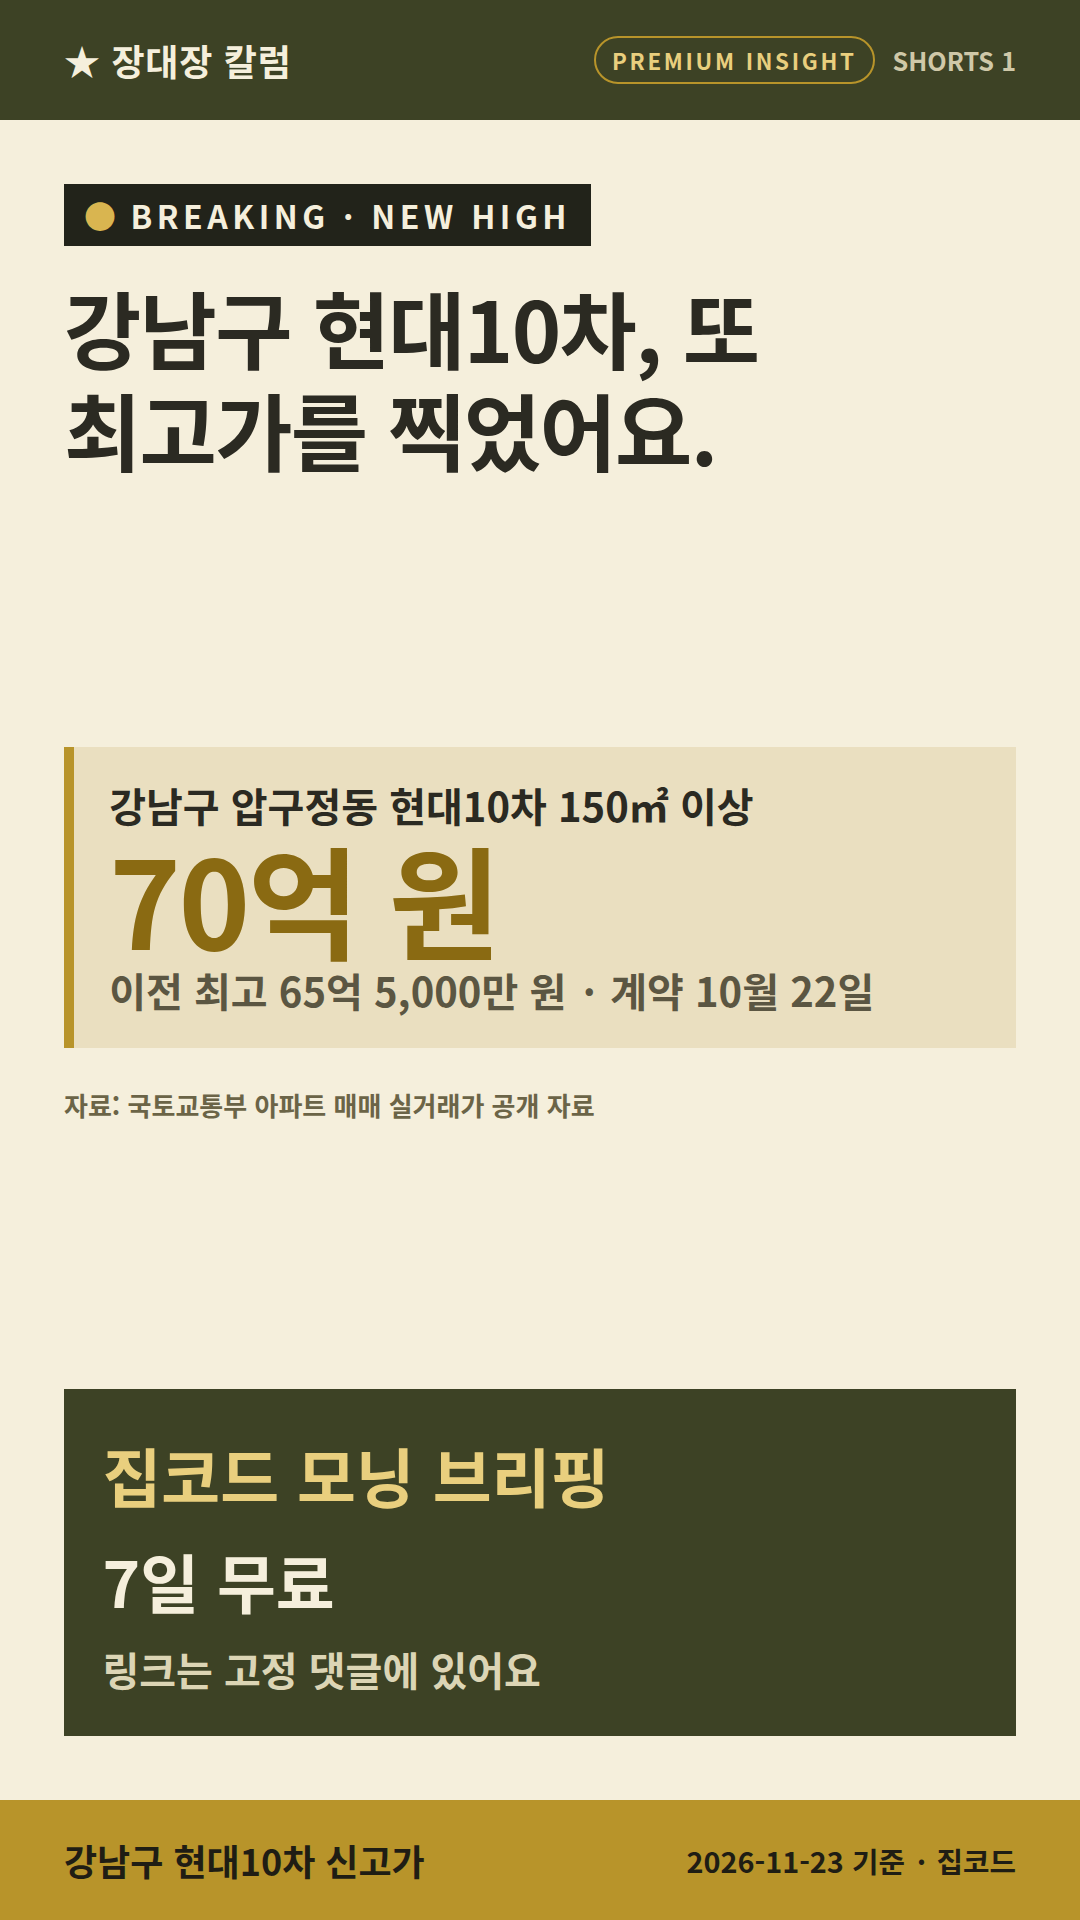 ★ 장대장 칼럼
PREMIUM INSIGHT
SHORTS 1
BREAKING · NEW HIGH
강남구 현대10차, 또
최고가를 찍었어요.
강남구 압구정동 현대10차 150㎡ 이상
70억 원
이전 최고 65억 5,000만 원 · 계약 10월 22일
자료: 국토교통부 아파트 매매 실거래가 공개 자료
집코드 모닝 브리핑
7일 무료
링크는 고정 댓글에 있어요
강남구 현대10차 신고가
2026-11-23 기준 · 집코드